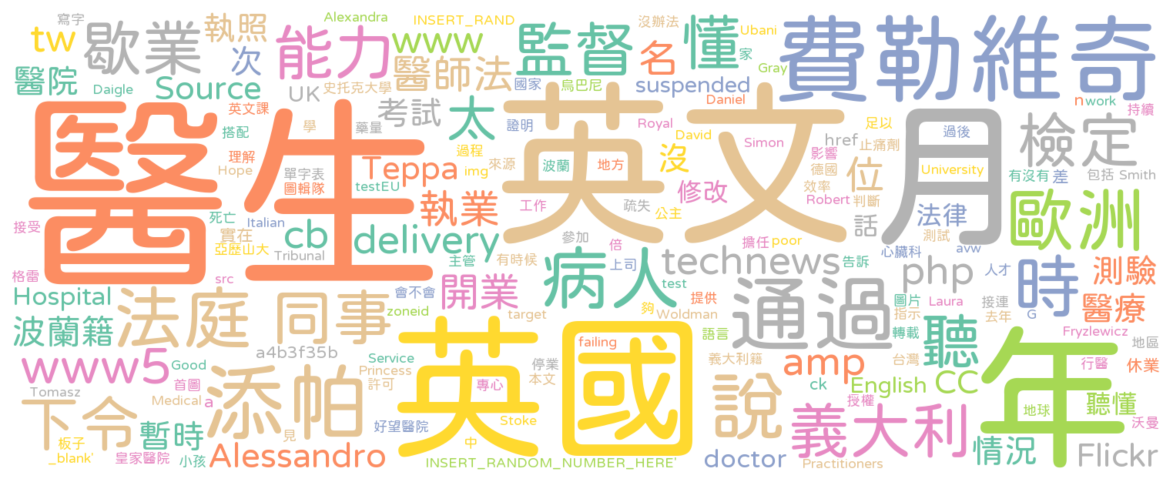 寫字
Alexandra
INSERT_RAND
沒辦法
Ubani
tw
歇業
執照
次
能力
www
監督
懂
家
名
費勒維奇
醫院
Daigle
Source
醫師法
國家
烏巴尼
suspended
Gray
UK
史托克大學
英文課
考試
太
證明
Royal
Daniel
David
n
work
持續
搭配
學
藥量
過程
來源
波蘭
地方
沒
Simon
href
足以
止痛劑
過後
檢定
理解
Hope
單字表
圖輯隊
Teppa
img
testEU
醫生
英文
月
影響
德國
效率
位
University
有沒有
差
包括
Smith
修改
Robert
判斷
死亡
Italian
執業
工作
疏失
公主
話
法律
測試
歐洲
接受
實在
亞歷山大
Tribunal
cb
delivery
主管
有時候
參加
倍
上司
擔任
poor
心臟科
avw
告訴
人才
格雷
src
病人
technews
php
時
測驗
Hospital
會不會
zoneid
開業
target
test
夠
提供
Woldman
圖片
指示
Laura
接連
去年
G
醫療
波蘭籍
法庭
同事
語言
通過
轉載
台灣
聽
Fryzlewicz
地區
www5
Good
a4b3f35b
Service
Princess
許可
英國
failing
停業
本文
義大利籍
amp
ck
English
CC
年
行醫
休業
Tomasz
首圖
Medical
a
添帕
專心
Stoke
說
授權
義大利
地球
聽懂
沃曼
下令
板子
_blank'
皇家醫院
暫時
小孩
見
Alessandro
好望醫院
中
INSERT_RANDOM_NUMBER_HERE'
doctor
Practitioners
情況
Flickr